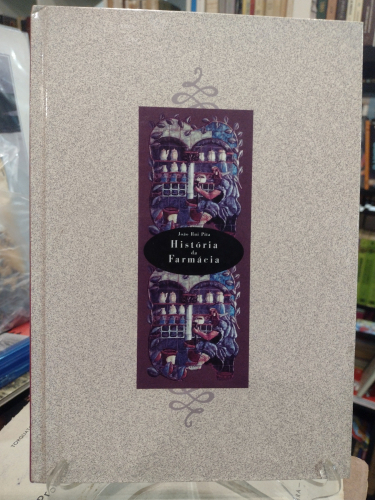 João Rui Pita
História
da
Farmácia